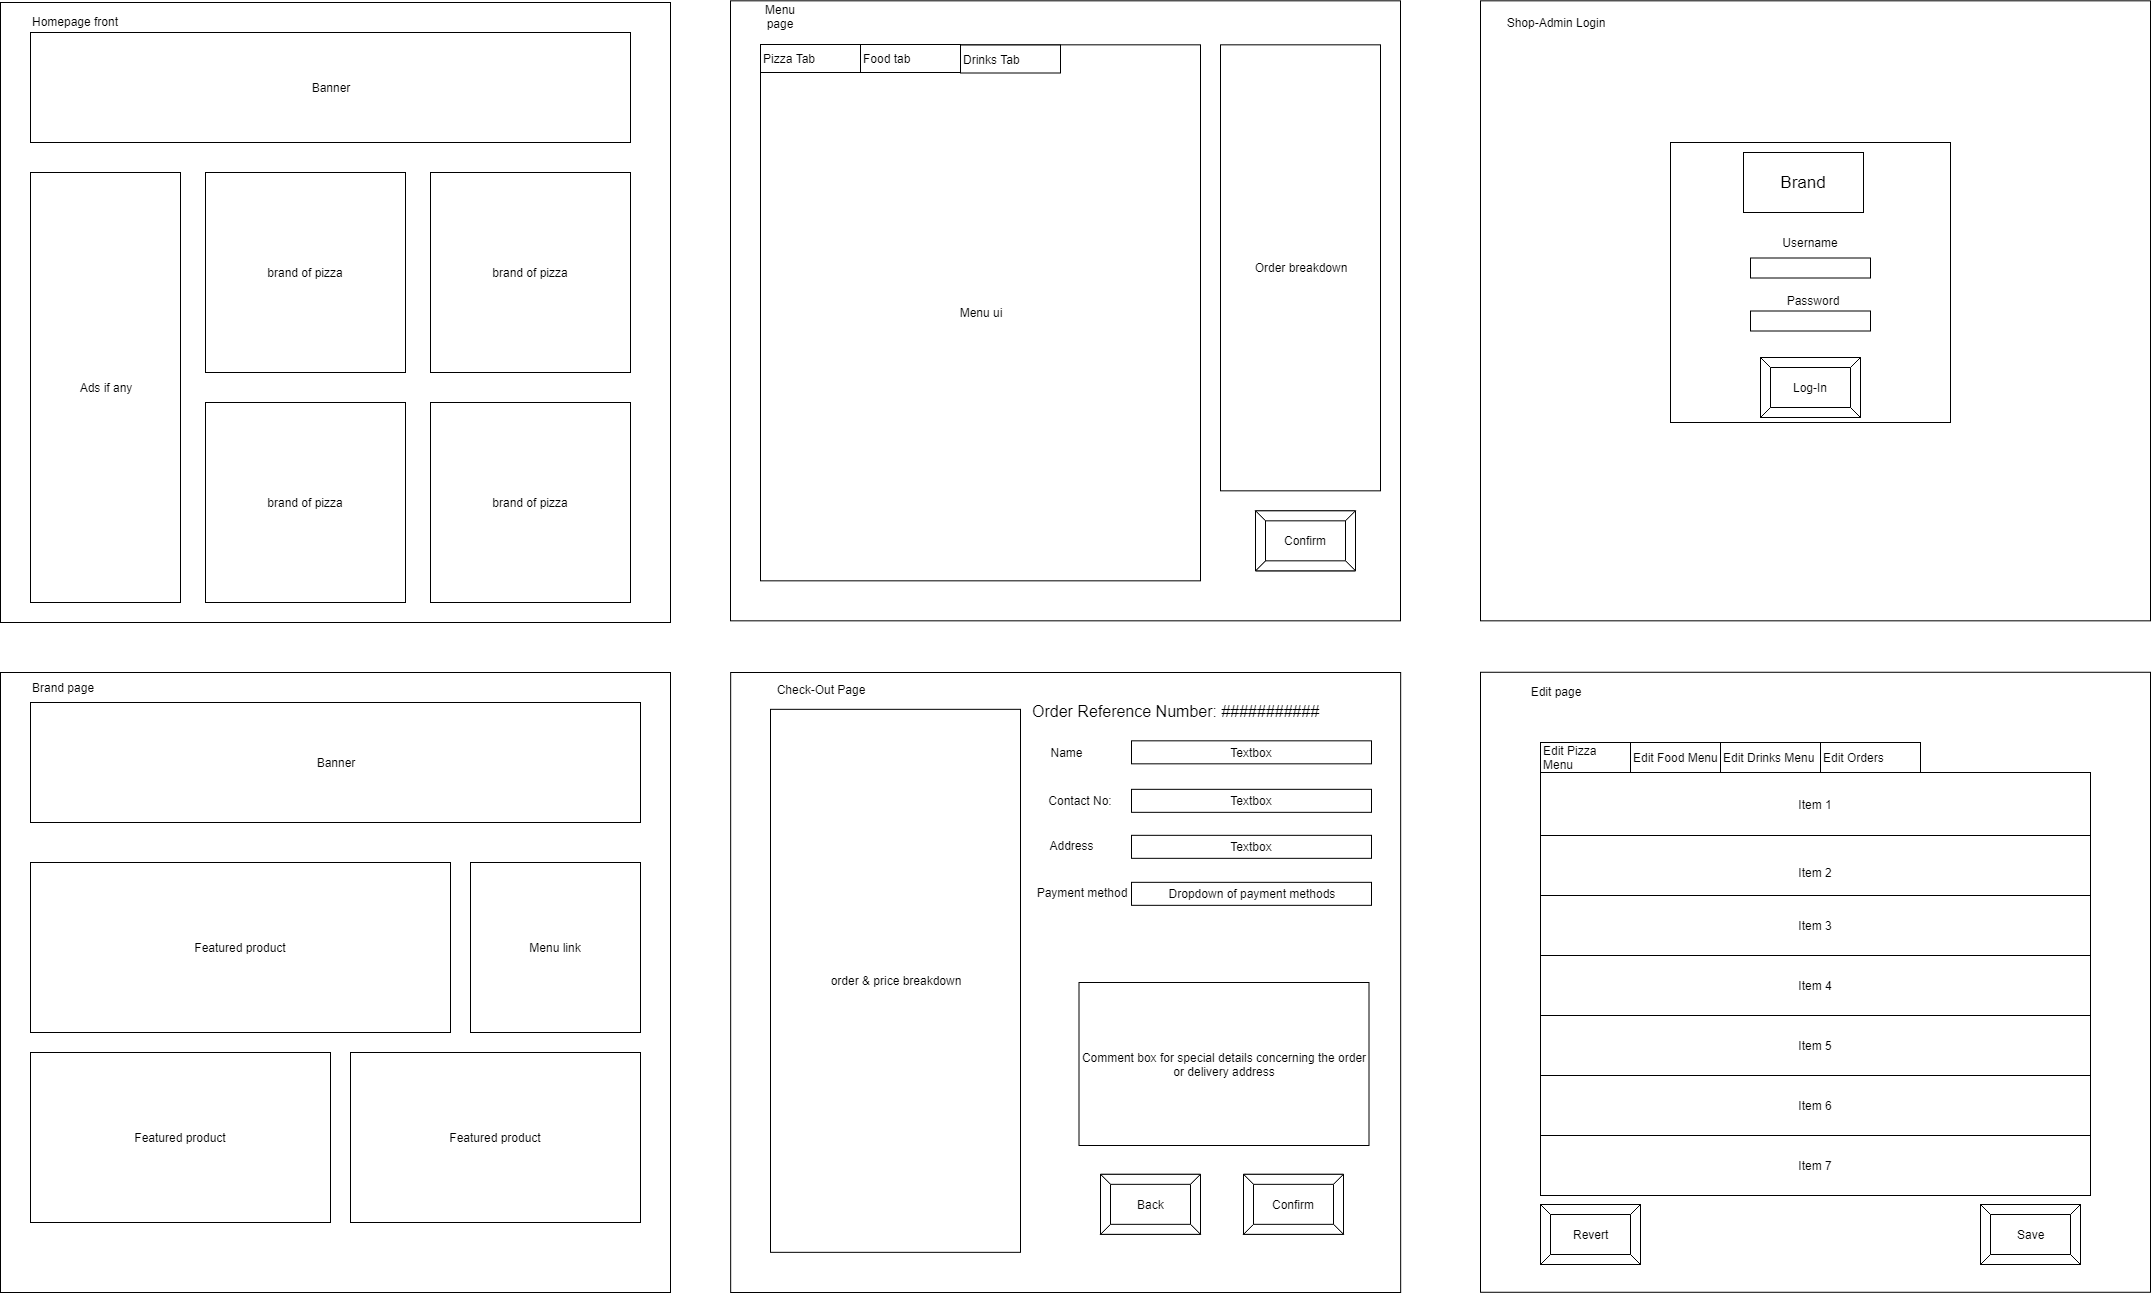 Homepage front
Banner
Ads if any
brand of pizza
brand of pizza
brand of pizza
brand of pizza
Menu
page
Pizza Tab
Food tab
Drinks Tab
Menu ui
Order breakdown
Confirm
Shop-Admin Login
Brand
Username
Password
Log-In
Brand page
Banner
Featured product
Menu link
Featured product
Featured product
Check-Out Page
order & price breakdown
Order Reference Number: ###########
Name
Textbox
Contact No:
Textbox
Address
Textbox
Payment method
Dropdown of payment methods
Comment box for special details concerning the order
or delivery address
Back
Confirm
Edit page
Edit Pizza
Menu
Edit Food Menu
Edit Drinks Menu
Edit Orders
Item 1
Item 2
Item 3
Item 4
Item 5
Item 6
Item 7
Revert
Save